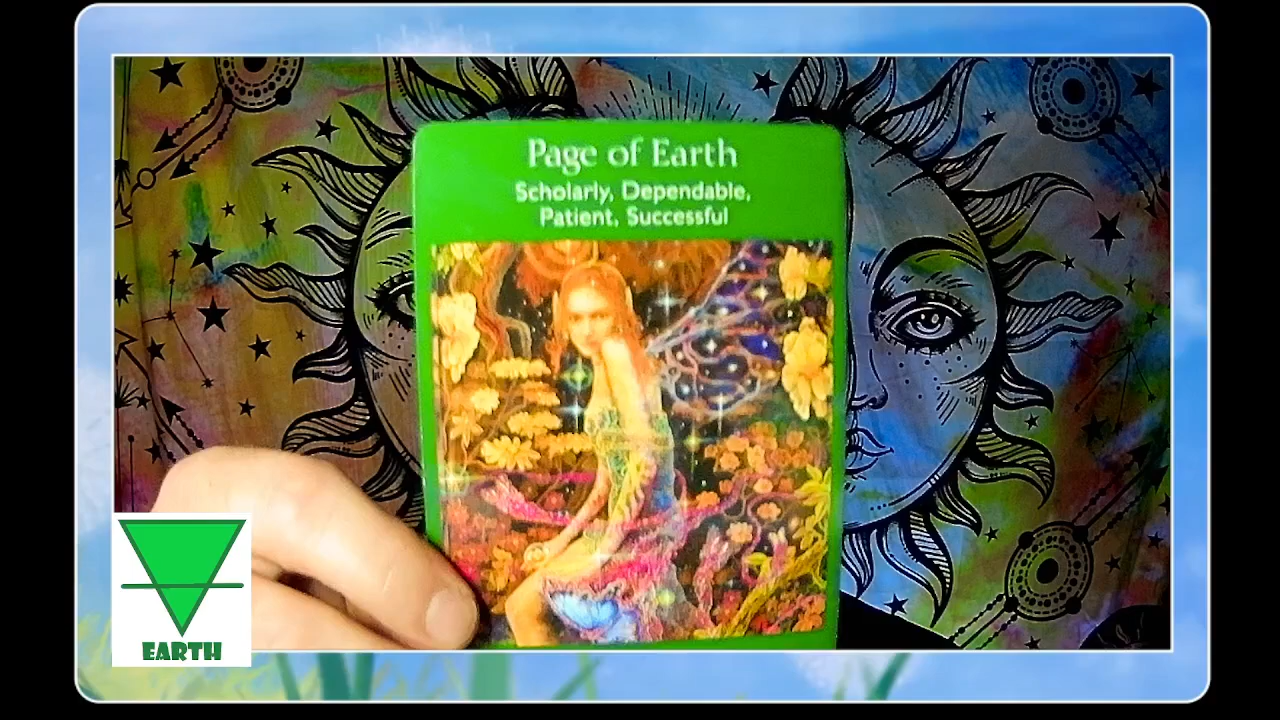 Page of Earth
Scholarly, Dependable,
Patient, Successful
EARTH